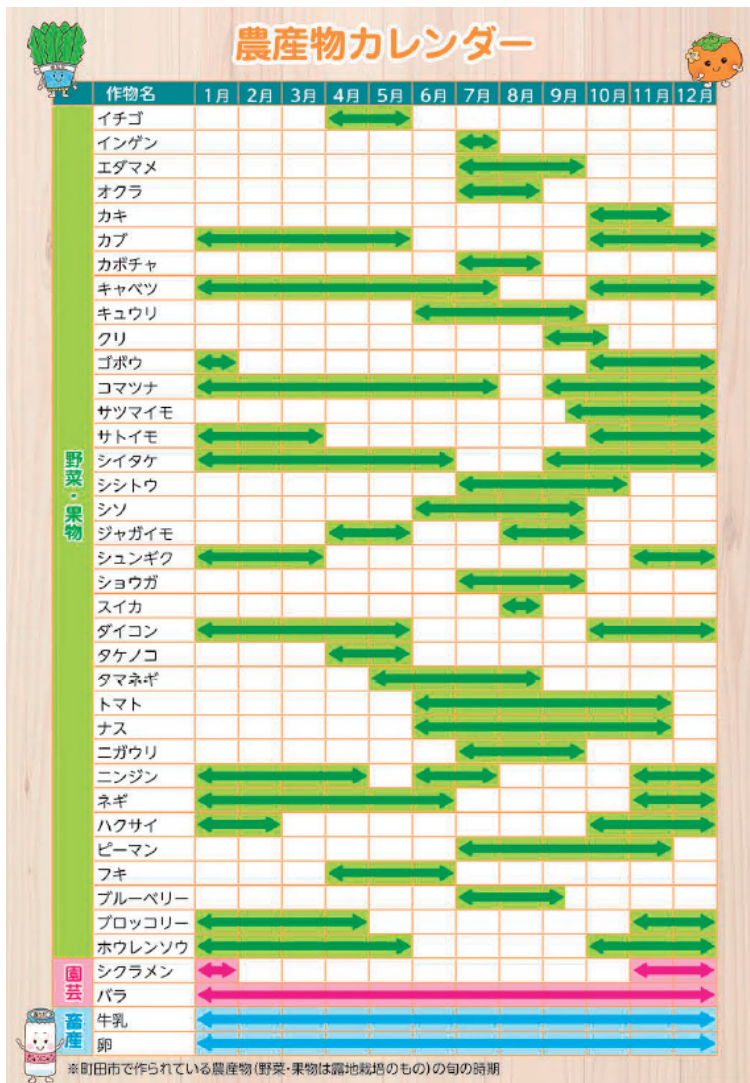 農産物カレンダー
作物名 1月 2月 3月 4月 5月 6月 7月 8月 9月 10月 11月 12月
野菜・果物
イチゴ
インゲン
エダマメ
オクラ
カキ
カブ
カボチャ
キャベツ
キュウリ
クリ
ゴボウ
コマツナ
サツマイモ
サトイモ
シイタケ
シシトウ
シソ
ジャガイモ
シュンギク
ショウガ
スイカ
ダイコン
タケノコ
タマネギ
トマト
ナス
ニガウリ
ニンジン
ネギ
ハクサイ
ピーマン
フキ
ブルーベリー
ブロッコリー
ホウレンソウ
園芸
シクラメン
バラ
畜産
牛乳
卵
※町田市で作られている農産物(野菜・果物は露地栽培のもの)の旬の時期